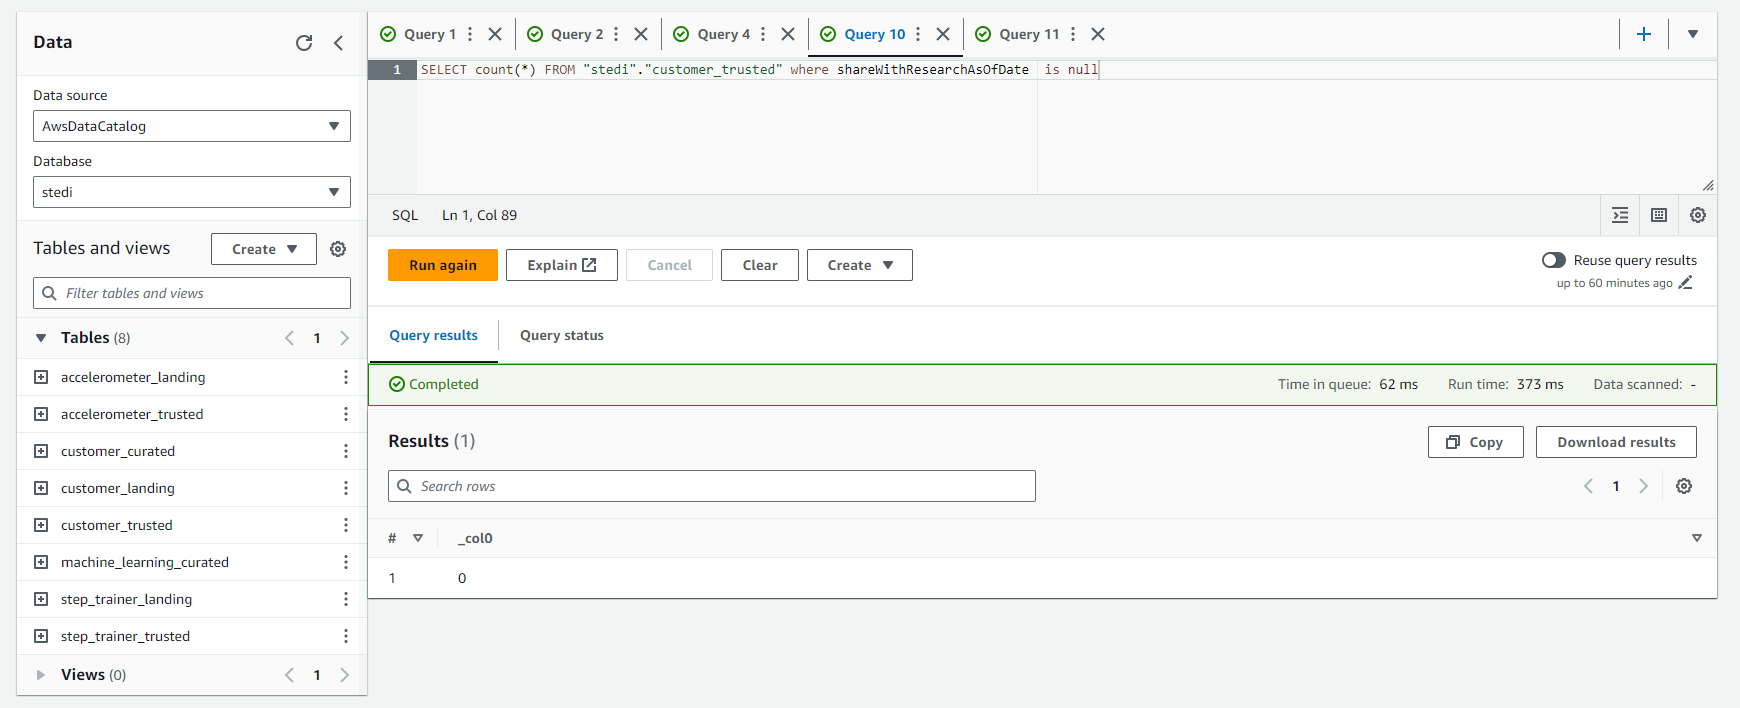 Data
Data source
AwsDataCatalog
Database
stedi
Tables and views
Create
Filter tables and views
Tables (8)
1
accelerometer_landing
accelerometer_trusted
customer_curated
customer_landing
customer_trusted
machine_learning_curated
step_trainer_landing
step_trainer_trusted
Views (0)
1
Query 1
Query 2
Query 4
Query 10
Query 11
1 SELECT count(*) FROM "stedi"."customer_trusted" where shareWithResearchAsOfDate is null
SQL Ln 1, Col 89
Run again
Explain
Cancel
Clear
Create
Reuse query results
up to 60 minutes ago
Query results
Query status
Completed
Time in queue: 62 ms
Run time: 373 ms
Data scanned: -
Results (1)
Copy
Download results
Search rows
1
# _col0
1 0